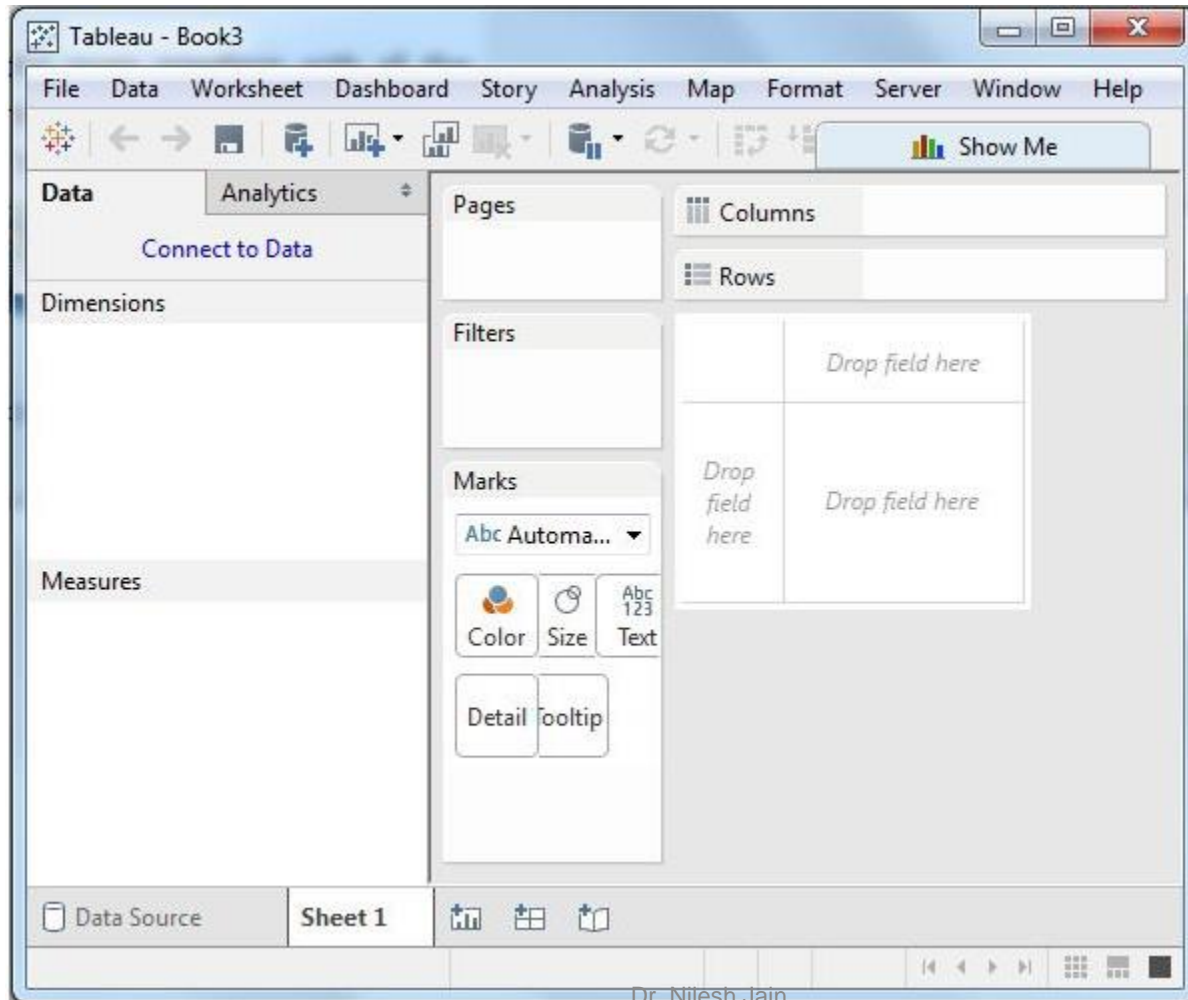 Tableau - Book3
File Data Worksheet Dashboard Story Analysis Map Format Server Window Help
Show Me
Data Analytics
Connect to Data
Dimensions
Measures
Pages
Filters
Marks
Abc Automa...
Color Size Abc 123 Text
Detail ooltip
Columns
Rows
Drop field here
Drop
field
here
Drop field here
Data Source Sheet 1
Dr. Nilesh Jain